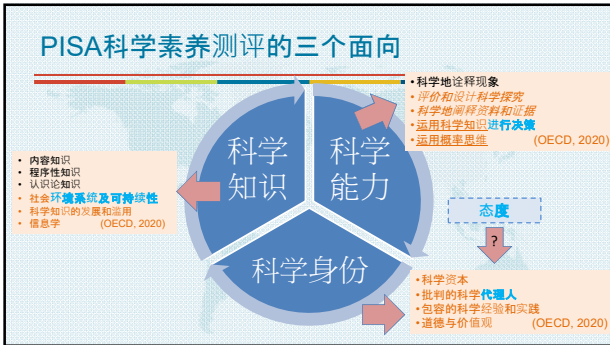 PISA科学素养测评的三个面向
• 科学地诠释现象
• 评价和设计科学探究
• 科学地阐释资料和证据
• 运用科学知识进行决策
• 运用概率思维 (OECD, 2020)
科学
知识
科学
能力
科学身份
• 内容知识
• 程序性知识
• 认识论知识
• 社会环境系统及可持续性
• 科学知识的发展和滥用
• 信息学 (OECD, 2020)
态度
?
• 科学资本
• 批判的科学代理人
• 包容的科学经验和实践
• 道德与价值观 (OECD, 2020)